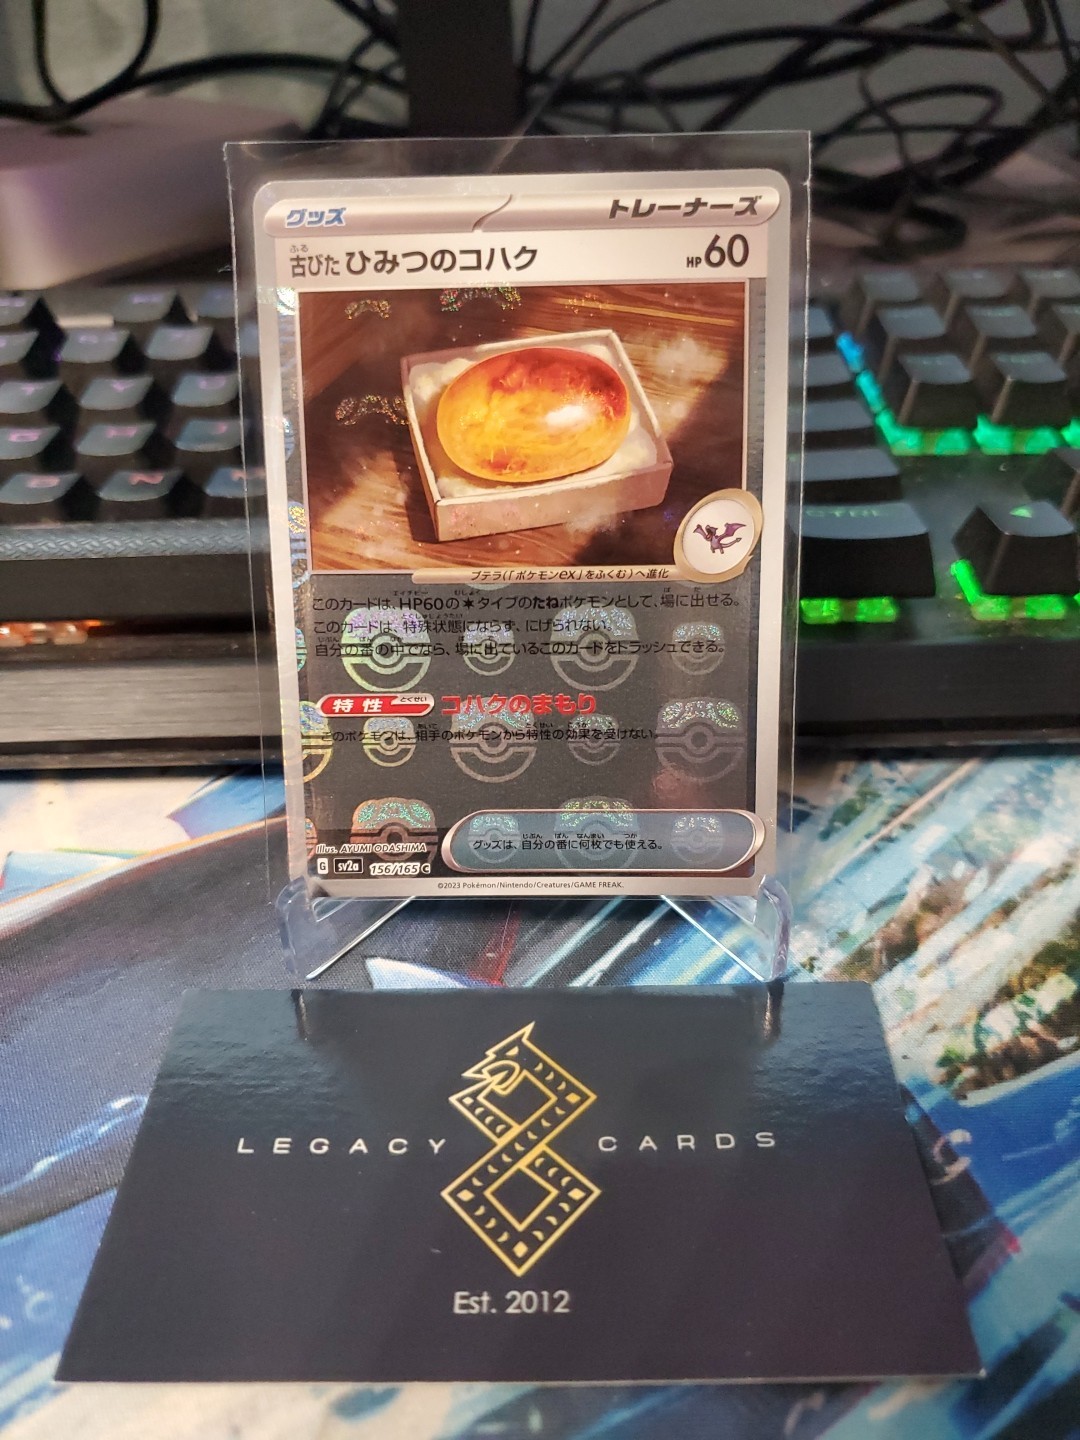 グッズ
トレーナーズ
ふる
古びたひみつのコハク
HP60
プテラ(「ポケモンex」をふくむ)へ進化
このカードは、HP60の タイプのたねポケモンとして、場に出せる。
このカードは、特殊状態にならず、にげられない。
自分の番の中でなら、場に出ているこのカードをトラッシュできる。
特性 とくせい コハクのまもり
このポケモンは、相手のポケモンから特性の効果を受けない。
Illus. AYUMI ODASHIMA
グッズは、自分の番に何枚でも使える。
G sv2a 156/165 C
©2023 Pokémon/Nintendo/Creatures/GAME FREAK.
LEGACY CARDS
Est. 2012